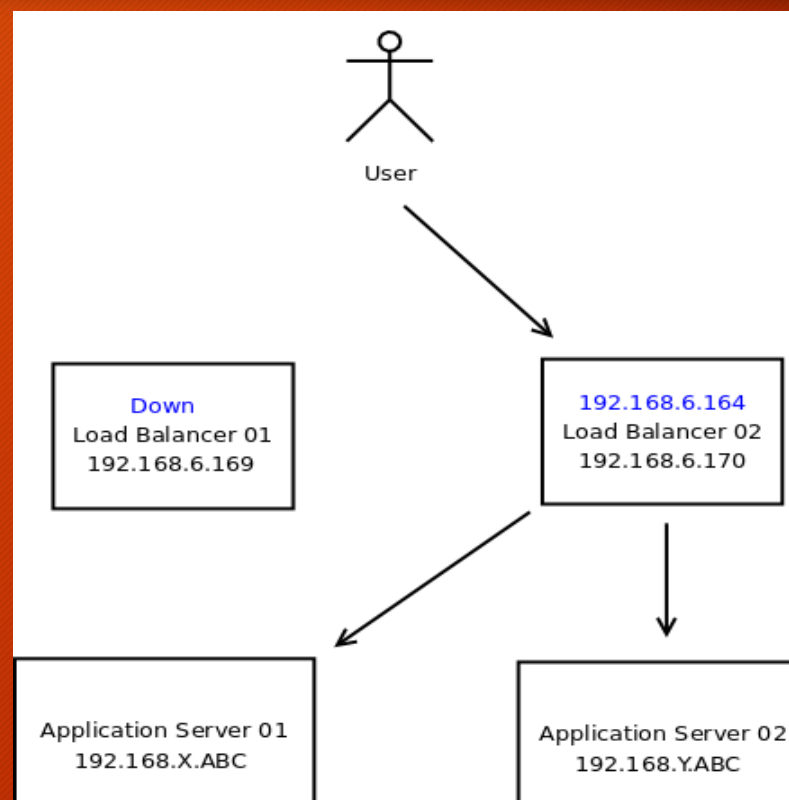 User
Down
Load Balancer 01
192.168.6.169
192.168.6.164
Load Balancer 02
192.168.6.170
Application Server 01
192.168.X.ABC
Application Server 02
192.168.Y.ABC